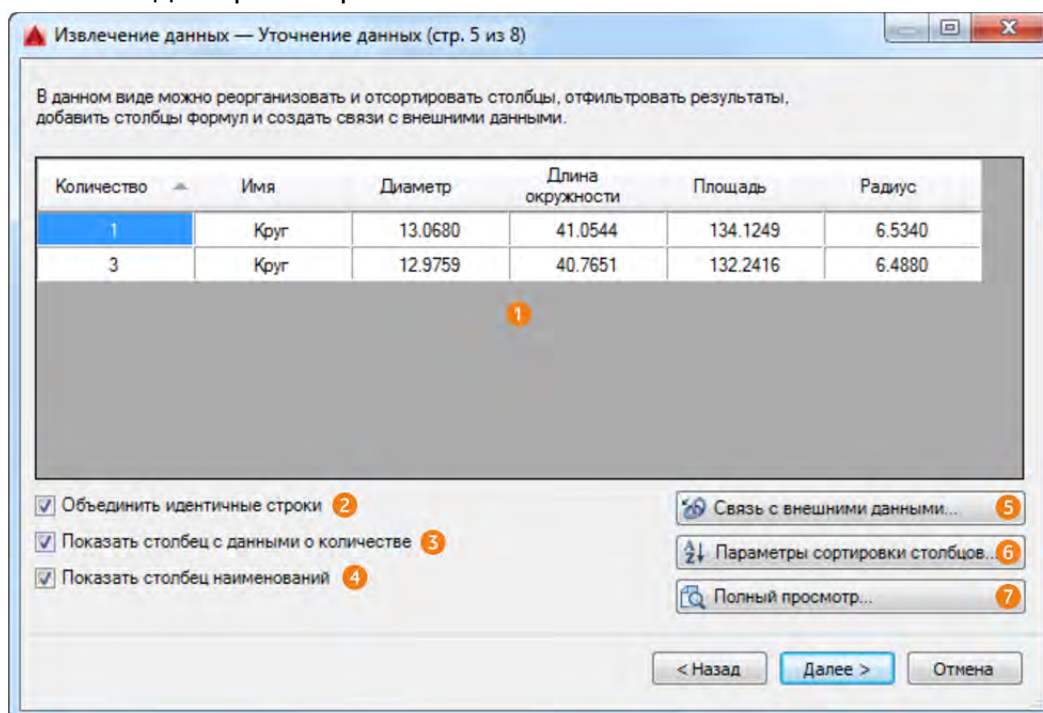 Извлечение данных — Уточнение данных (стр. 5 из 8)
В данном виде можно реорганизовать и отсортировать столбцы, отфильтровать результаты,
добавить столбцы формул и создать связи с внешними данными.
Количество Имя Диаметр Длина окружности Площадь Радиус
1 Круг 13.0680 41.0544 134.1249 6.5340
3 Круг 12.9759 40.7651 132.2416 6.4880
1
Объединить идентичные строки 2
Показать столбец с данными о количестве 3
Показать столбец наименований 4
Связь с внешними данными... 5
Параметры сортировки столбцов... 6
Полный просмотр... 7
< Назад Далее > Отмена